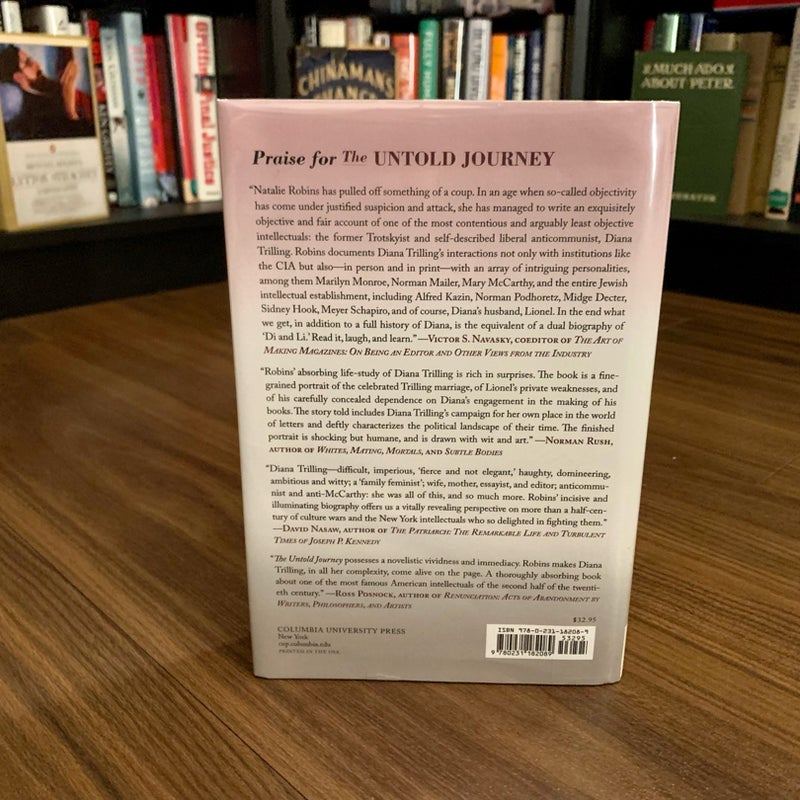 CHINAMAN'S
CHANCE
MUCH ADO
ABOUT PETER
Praise for The UNTOLD JOURNEY
“Natalie Robins has pulled off something of a coup. In an age when so-called objectivity
has come under justified suspicion and attack, she has managed to write an exquisitely
objective and fair account of one of the most contentious and arguably least objective
intellectuals: the former Trotskyist and self-described liberal anticommunist, Diana
Trilling. Robins documents Diana Trilling’s interactions not only with institutions like
the CIA but also—in person and in print—with an array of intriguing personalities,
among them Marilyn Monroe, Norman Mailer, Mary McCarthy, and the entire Jewish
intellectual establishment, including Alfred Kazin, Norman Podhoretz, Midge Decter,
Sidney Hook, Meyer Schapiro, and of course, Diana’s husband, Lionel. In the end what
we get, in addition to a full history of Diana, is the equivalent of a dual biography of
‘Di and Li.’ Read it, laugh, and learn.” —VICTOR S. NAVASKY, COEDITOR OF THE ART OF
MAKING MAGAZINES: ON BEING AN EDITOR AND OTHER VIEWS FROM THE INDUSTRY
“Robins’ absorbing life-study of Diana Trilling is rich in surprises. The book is a fine-
grained portrait of the celebrated Trilling marriage, of Lionel’s private weaknesses, and
of his carefully concealed dependence on Diana’s engagement in the making of his
books. The story told includes Diana Trilling’s campaign for her own place in the world
of letters and deftly characterizes the political landscape of their time. The finished
portrait is shocking but humane, and is drawn with wit and art.” —NORMAN RUSH,
AUTHOR OF WHITES, MATING, MORTALS, AND SUBTLE BODIES
“Diana Trilling—difficult, imperious, ‘fierce and not elegant,’ haughty, domineering,
ambitious and witty; a ‘family feminist’; wife, mother, essayist, and editor; anticommu-
nist and anti-McCarthy: she was all of this, and so much more. Robins’ incisive and
illuminating biography offers us a vitally revealing perspective on more than a half-cen-
tury of culture wars and the New York intellectuals who so delighted in fighting them.”
—DAVID NASAW, AUTHOR OF THE PATRIARCH: THE REMARKABLE LIFE AND TURBULENT
TIMES OF JOSEPH P. KENNEDY
“The Untold Journey possesses a novelistic vividness and immediacy. Robins makes Diana
Trilling, in all her complexity, come alive on the page. A thoroughly absorbing book
about one of the most famous American intellectuals of the second half of the twenti-
eth century.” —ROSS POSNOCK, AUTHOR OF RENUNCIATION: ACTS OF ABANDONMENT BY
WRITERS, PHILOSOPHERS, AND ARTISTS
$32.95
COLUMBIA UNIVERSITY PRESS
New York
cup.columbia.edu
PRINTED IN THE USA
ISBN 978-0-231-18208-9
53295
9 780231 182089